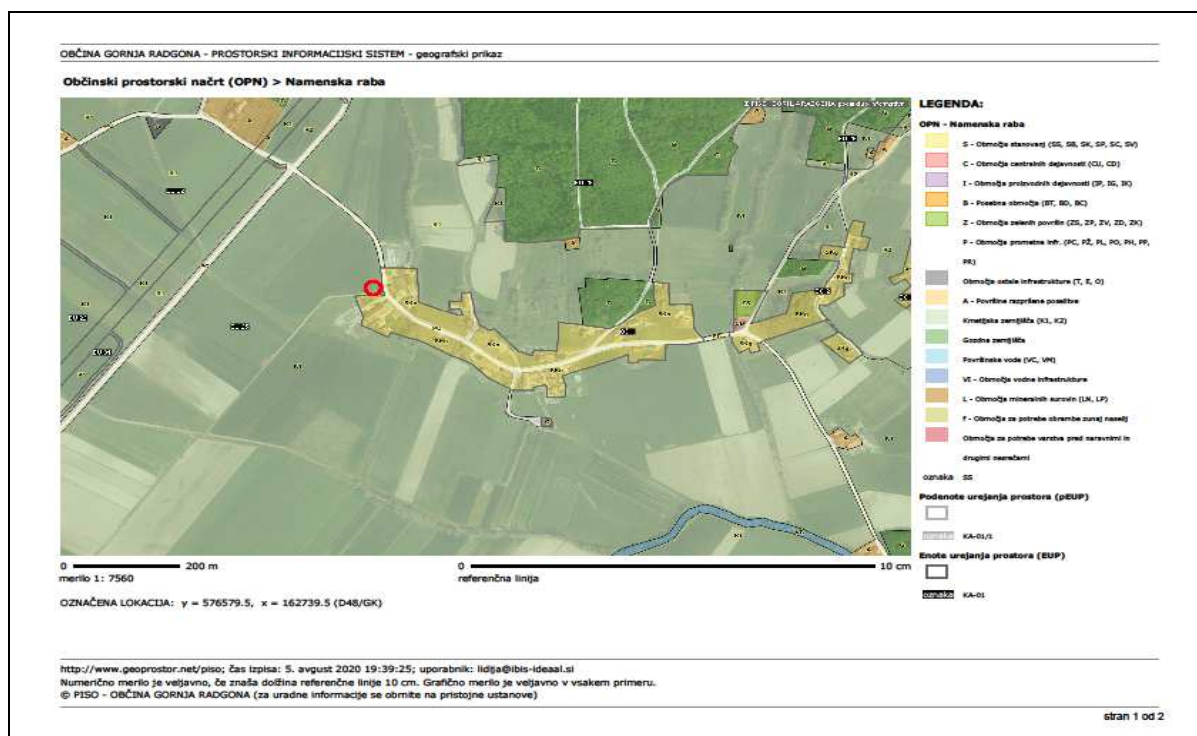 OBČINA GORNJA RADGONA - PROSTORSKI INFORMACIJSKI SISTEM - geografski prikaz
Občinski prostorski načrt (OPN) > Namenska raba
LEGENDA:
OPN - Namenska raba
S - Območja stanovanj (SS, SB, SK, SP, SC, SV)
C - Območja centralnih dejavnosti (CU, CD)
I - Območja proizvodnih dejavnosti (IP, IG, IK)
B - Posebna območja (BT, BD, BC)
Z - Območja zelenih površin (ZS, ZP, ZV, ZD, ZK)
P - Območja prometne infr. (PC, PŽ, PL, PO, PH, PP,
PR)
Območja ostale infrastrukture (T, E, O)
A - Površine razpršene poselitve
Kmetijska zemljišča (K1, K2)
Gozdna zemljišča
Površinske vode (VC, VM)
VI - Območja vodne infrastrukture
L - Območja mineralnih surovin (LN, LP)
f - Območja za potrebe obrambe zunaj naselij
Območja za potrebe varstva pred naravnimi in
drugimi nesrečami
oznaka SS
Podenote urejanja prostora (pEUP)
oznaka KA-01/1
Enote urejanja prostora (EUP)
oznaka KA-01
0 200 m
merilo 1: 7560
0 10 cm
referenčna linija
OZNAČENA LOKACIJA: y = 576579.5, x = 162739.5 (D48/GK)
http://www.geoprostor.net/piso; čas izpisa: 5. avgust 2020 19:39:25; uporabnik: lidija@ibis-ideaal.si
Numerično merilo je veljavno, če znaša dolžina referenčne linije 10 cm. Grafično merilo je veljavno v vsakem primeru.
© PISO - OBČINA GORNJA RADGONA (za uradne informacije se obrnite na pristojne ustanove)
stran 1 od 2